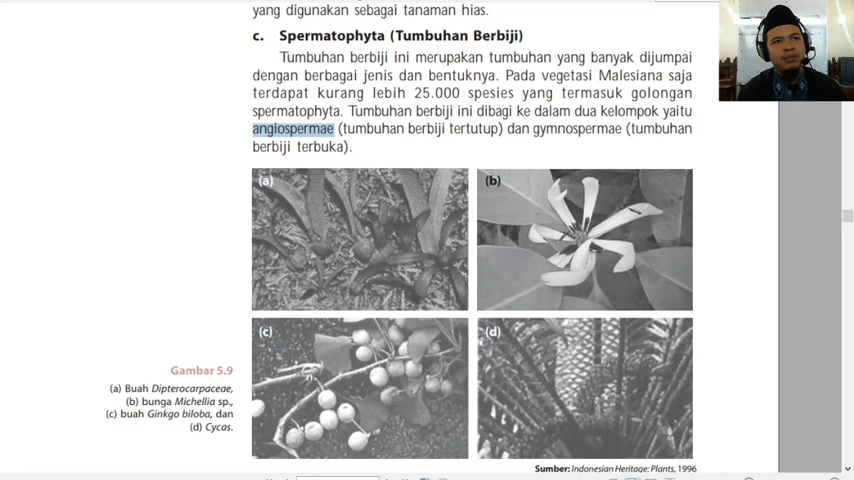 yang digunakan sebagai tanaman hias.
c. Spermatophyta (Tumbuhan Berbiji)
Tumbuhan berbiji ini merupakan tumbuhan yang banyak dijumpai
dengan berbagai jenis dan bentuknya. Pada vegetasi Malesiana saja
terdapat kurang lebih 25.000 spesies yang termasuk golongan
spermatophyta. Tumbuhan berbiji ini dibagi ke dalam dua kelompok yaitu
angiospermae (tumbuhan berbiji tertutup) dan gymnospermae (tumbuhan
berbiji terbuka).
(a)
(b)
(c)
(d)
Gambar 5.9
(a) Buah Dipterocarpaceae,
(b) bunga Michellia sp.,
(c) buah Ginkgo biloba, dan
(d) Cycas.
Sumber: Indonesian Heritage: Plants, 1996